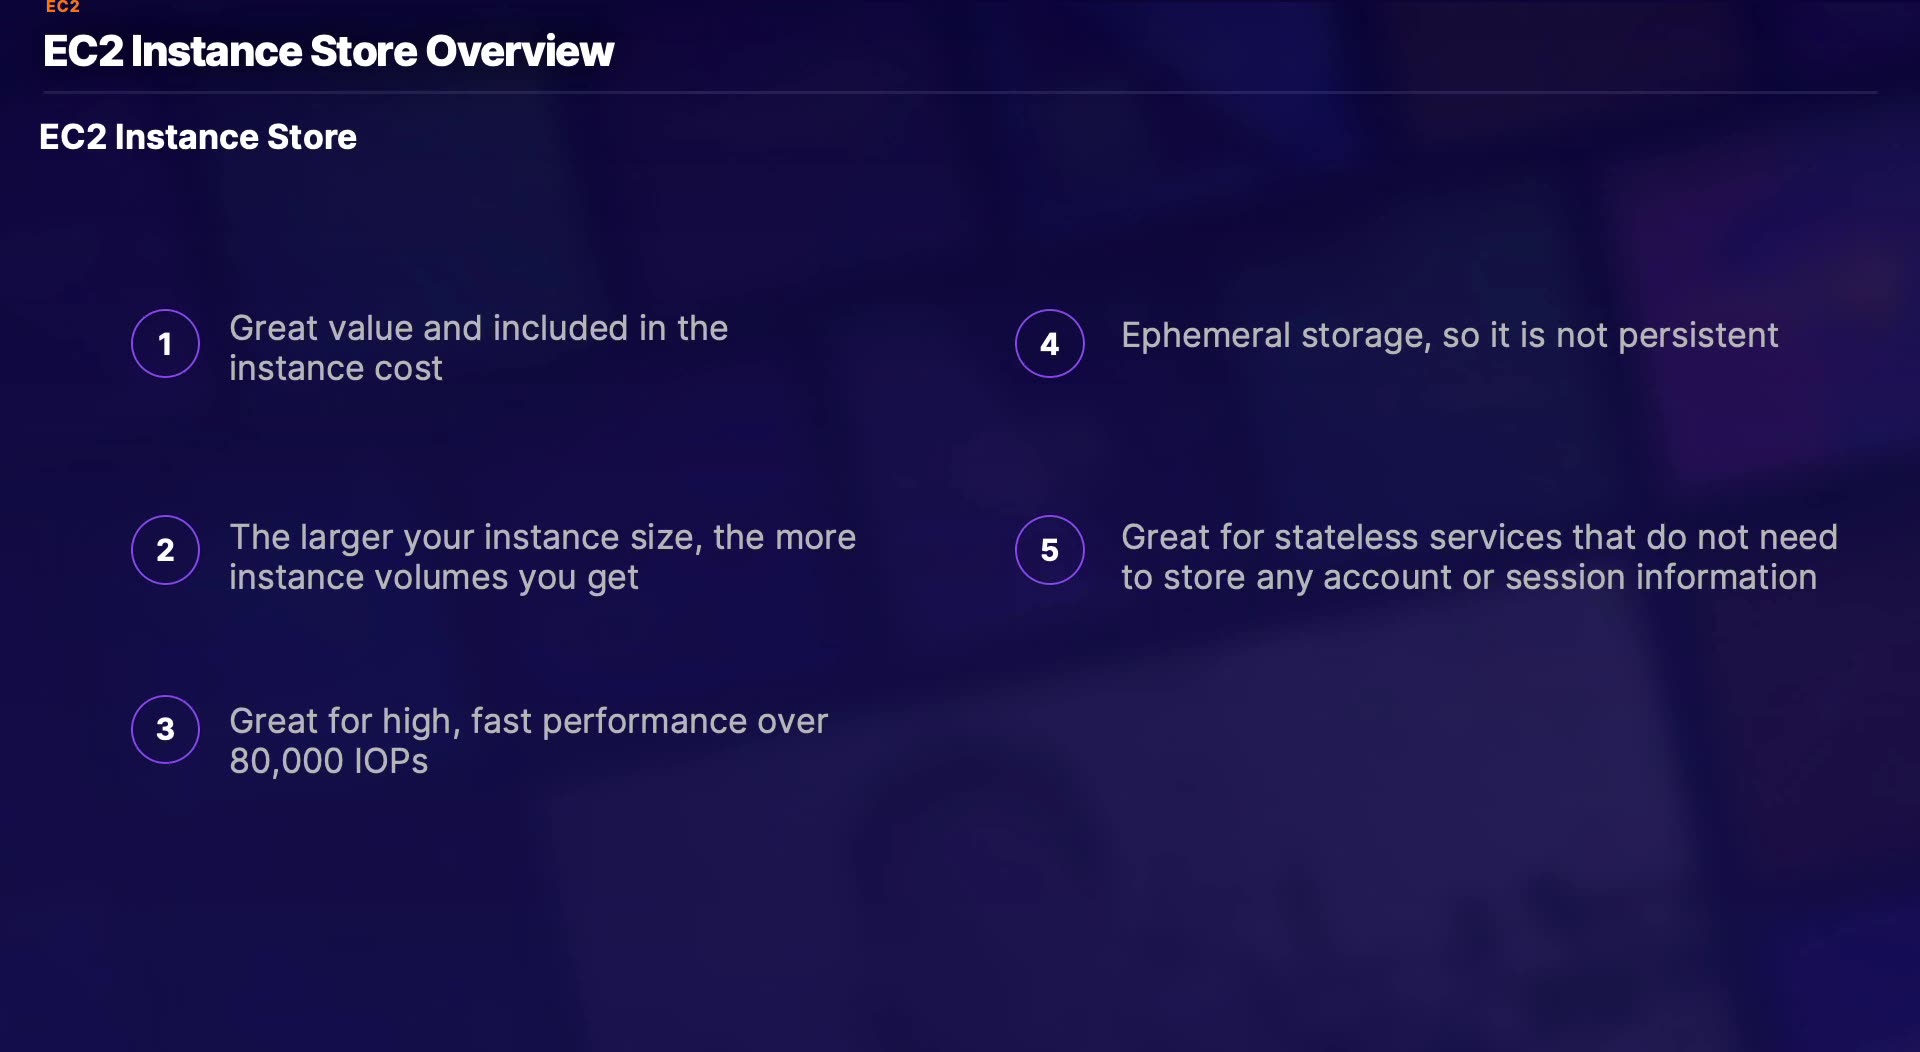 EC2
EC2 Instance Store Overview
EC2 Instance Store
1
Great value and included in the
instance cost
2
The larger your instance size, the more
instance volumes you get
3
Great for high, fast performance over
80,000 IOPs
4
Ephemeral storage, so it is not persistent
5
Great for stateless services that do not need
to store any account or session information